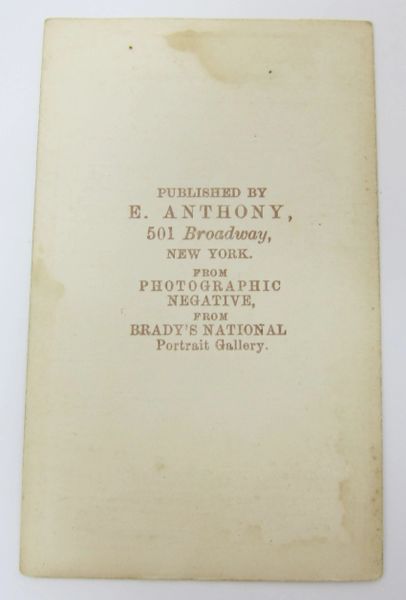 PUBLISHED BY
E. ANTHONY,
501 Broadway,
NEW YORK.
FROM
PHOTOGRAPHIC
NEGATIVE,
FROM
BRADY'S NATIONAL
Portrait Gallery.